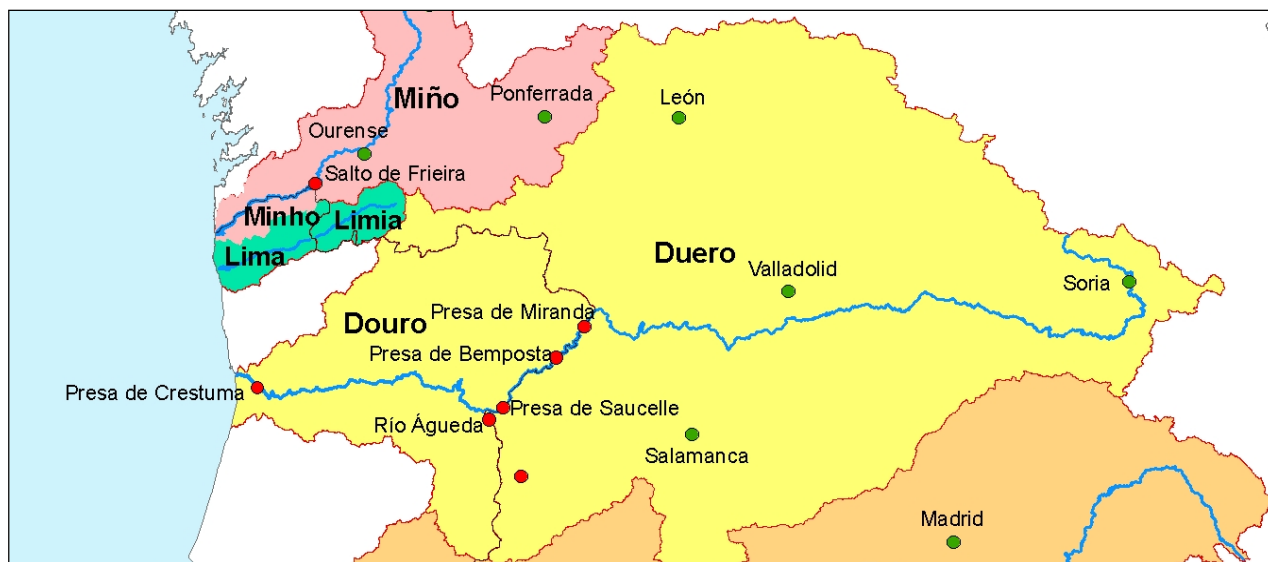 Miño
Ponferrada
León
Ourense
Salto de Frieira
Minho
Limia
Lima
Duero
Valladolid
Soria
Presa de Miranda
Douro
Presa de Bemposta
Presa de Crestuma
Presa de Saucelle
Río Águeda
Salamanca
Madrid